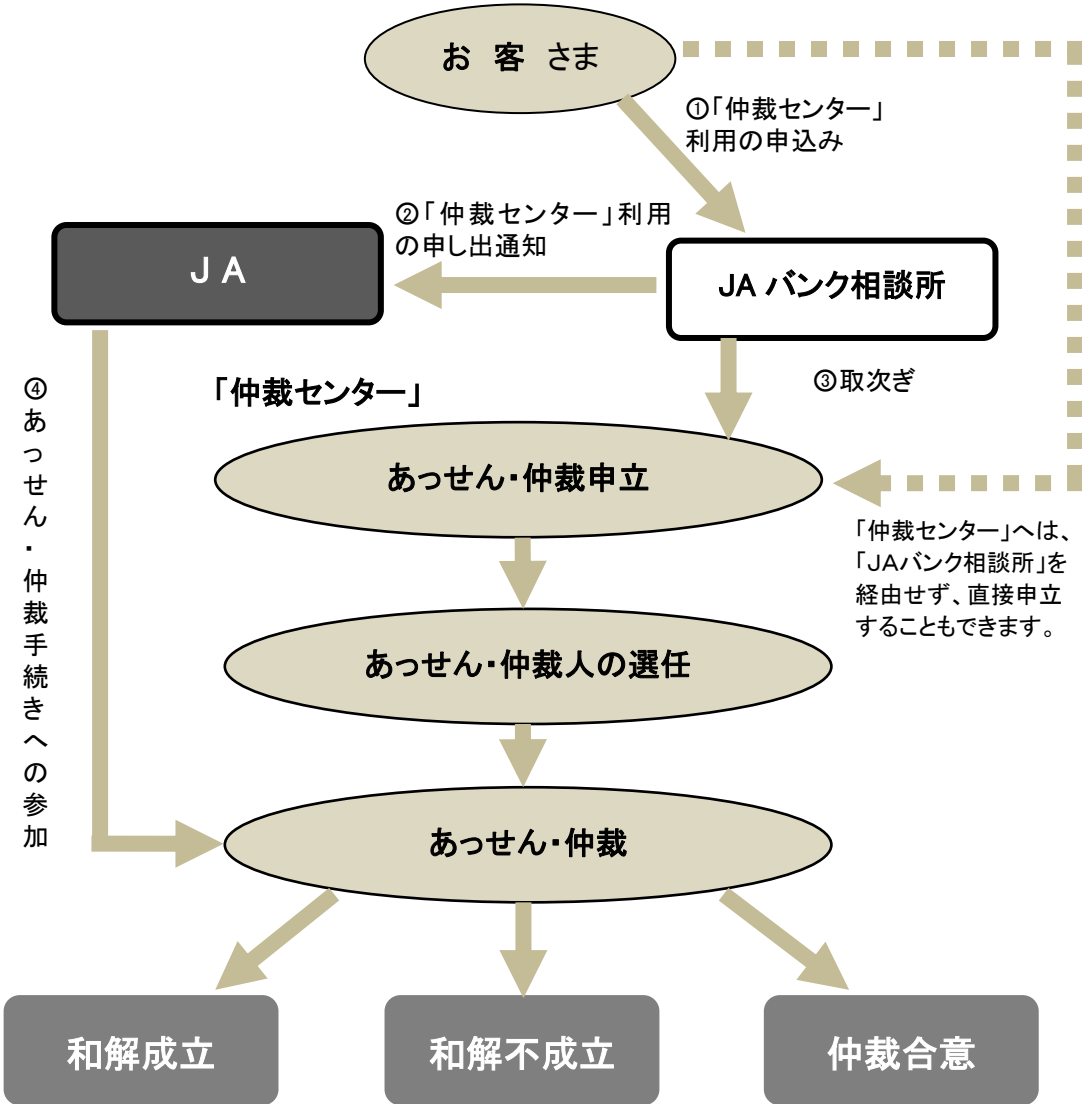 お 客 さま
①「仲裁センター」
利用の申込み
②「仲裁センター」利用
の申し出通知
JA
JA バンク相談所
③取次ぎ
「仲裁センター」
④あっせん・仲裁手続きへの参加
あっせん・仲裁申立
「仲裁センター」へは、
「JAバンク相談所」を
経由せず、直接申立
することもできます。
あっせん・仲裁人の選任
あっせん・仲裁
和解成立
和解不成立
仲裁合意